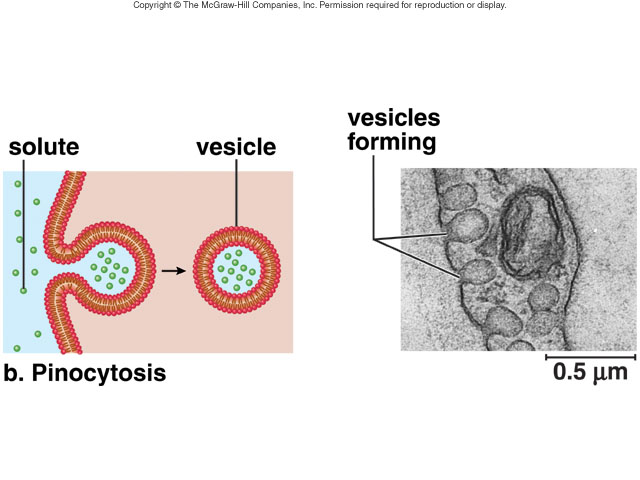 Copyright © The McGraw-Hill Companies, Inc. Permission required for reproduction or display.
solute
vesicle
vesicles
forming
b. Pinocytosis
0.5 μm